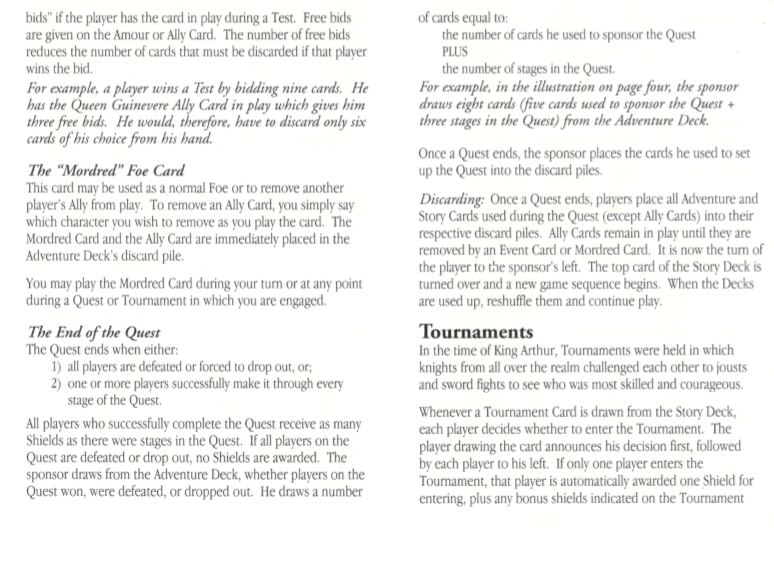 bids" if the player has the card in play during a Test. Free bids
are given on the Amour or Ally Card. The number of free bids
reduces the number of cards that must be discarded if that player
wins the bid.
For example, a player wins a Test by bidding nine cards. He
has the Queen Guinevere Ally Card in play which gives him
three free bids. He would, therefore, have to discard only six
cards of his choice from his hand.
The "Mordred" Foe Card
This card may be used as a normal Foe or to remove another
player's Ally from play. To remove an Ally Card, you simply say
which character you wish to remove as you play the card. The
Mordred Card and the Ally Card are immediately placed in the
Adventure Deck's discard pile.
You may play the Mordred Card during your turn or at any point
during a Quest or Tournament in which you are engaged.
The End of the Quest
The Quest ends when either:
1) all players are defeated or forced to drop out, or;
2) one or more players successfully make it through every
stage of the Quest.
All players who successfully complete the Quest receive as many
Shields as there were stages in the Quest. If all players on the
Quest are defeated or drop out, no Shields are awarded. The
sponsor draws from the Adventure Deck, whether players on the
Quest won, were defeated, or dropped out. He draws a number
of cards equal to:
the number of cards he used to sponsor the Quest
PLUS
the number of stages in the Quest.
For example, in the illustration on page four, the sponsor
draws eight cards (five cards used to sponsor the Quest +
three stages in the Quest) from the Adventure Deck.
Once a Quest ends, the sponsor places the cards he used to set
up the Quest into the discard piles.
Discarding: Once a Quest ends, players place all Adventure and
Story Cards used during the Quest (except Ally Cards) into their
respective discard piles. Ally Cards remain in play until they are
removed by an Event Card or Mordred Card. It is now the turn of
the player to the sponsor's left. The top card of the Story Deck is
turned over and a new game sequence begins. When the Decks
are used up, reshuffle them and continue play.
Tournaments
In the time of King Arthur, Tournaments were held in which
knights from all over the realm challenged each other to jousts
and sword fights to see who was most skilled and courageous.
Whenever a Tournament Card is drawn from the Story Deck,
each player decides whether to enter the Tournament. The
player drawing the card announces his decision first, followed
by each player to his left. If only one player enters the
Tournament, that player is automatically awarded one Shield for
entering, plus any bonus shields indicated on the Tournament